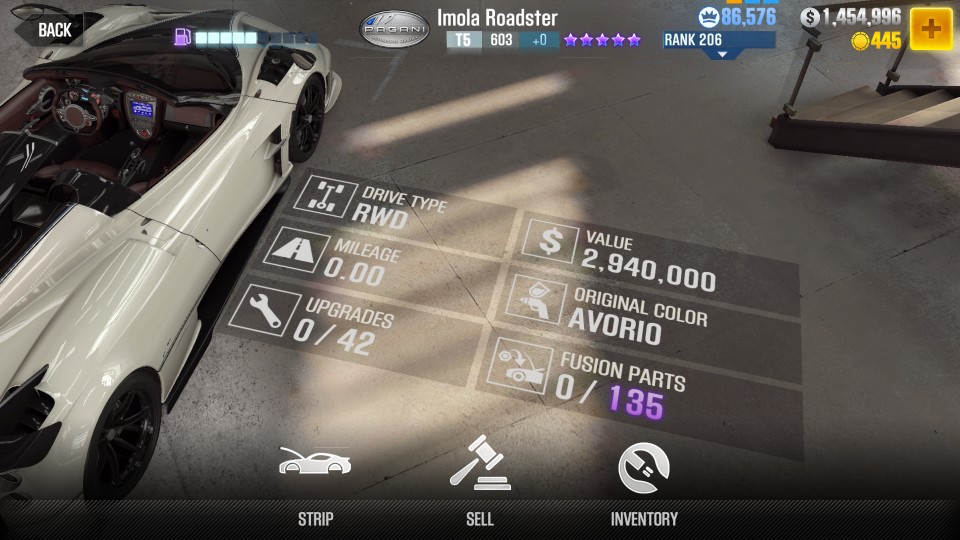 BACK
PAGANI
Imola Roadster
T5 603 +0
86,576
RANK 206
1,454,996
445
DRIVE TYPE
RWD
MILEAGE
0.00
UPGRADES
0/42
VALUE
2,940,000
ORIGINAL COLOR
AVORIO
FUSION PARTS
0/135
STRIP
SELL
INVENTORY